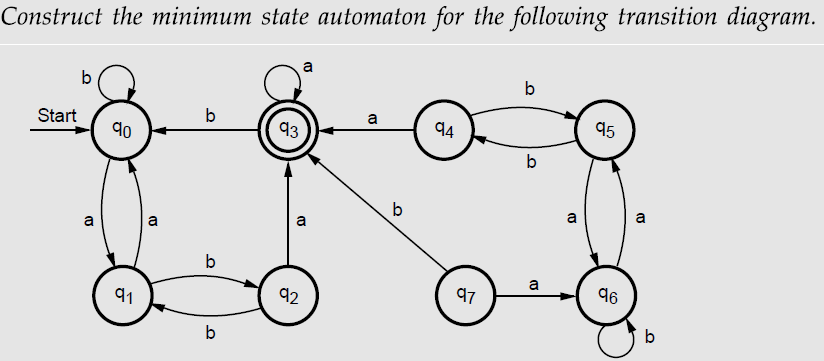 Construct the minimum state automaton for the following transition diagram.
b
a
b
Start
b
a
q0
q3
q4
q5
b
a
a
b
a
a
a
b
b
a
q1
q2
q7
q6
b
b